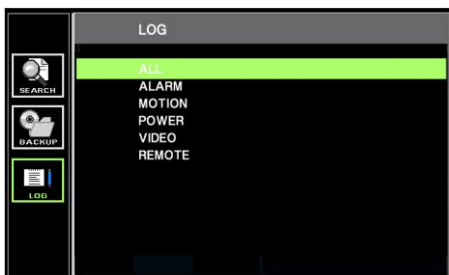 LOG
ALL
ALARM
MOTION
POWER
VIDEO
REMOTE
SEARCH
BACKUP
LOG